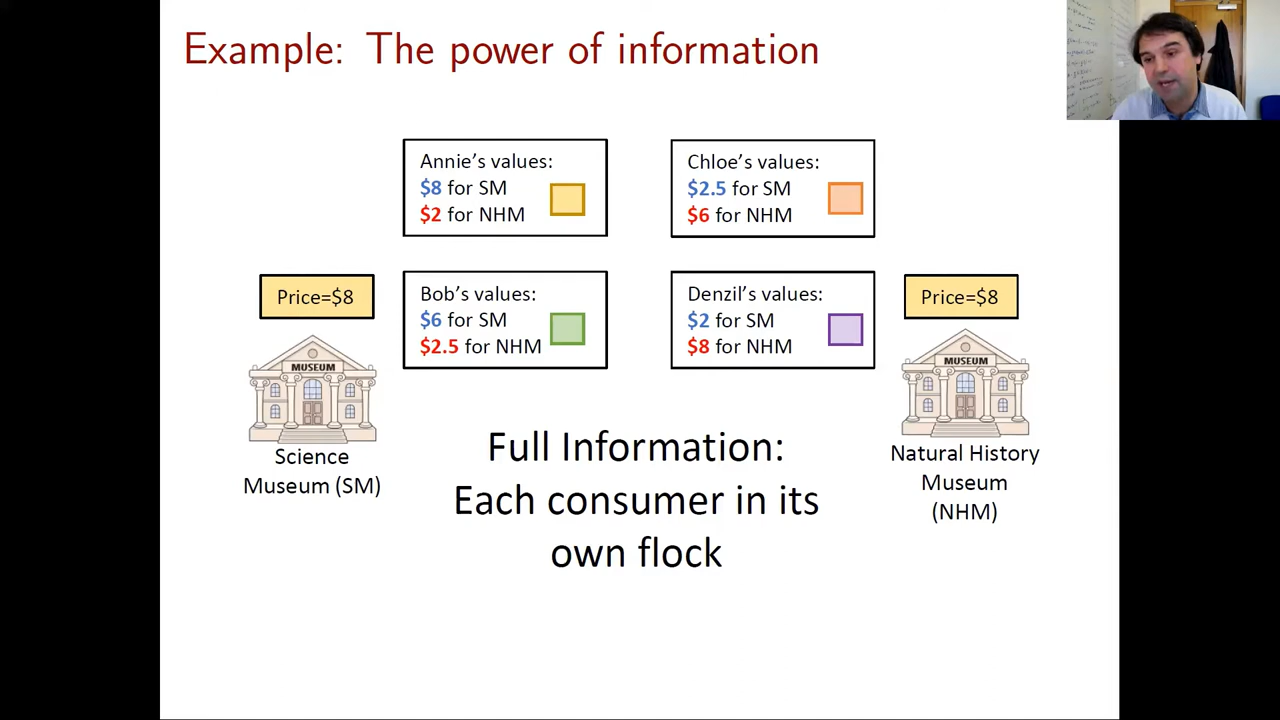 Example: The power of information
Annie's values:
$8 for SM
$2 for NHM
Chloe's values:
$2.5 for SM
$6 for NHM
Price=$8
Bob's values:
$6 for SM
$2.5 for NHM
Denzil's values:
$2 for SM
$8 for NHM
Price=$8
MUSEUM
MUSEUM
Science
Museum (SM)
Full Information:
Each consumer in its
own flock
Natural History
Museum
(NHM)